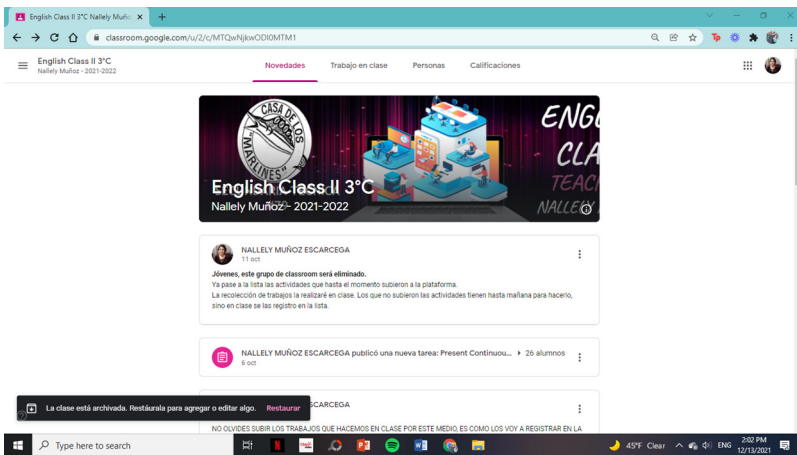 English Class II 3°C Nallely Muño
classroom.google.com/u/2/c/MTQwNjkwODI0MTM1
Tp
English Class II 3°C
Nallely Muñoz - 2021-2022
Novedades
Trabajo en clase
Personas
Calificaciones
CASA DE LOS
"MARLINES"
ENG
CLA
TEAC
NALLELY
English Class II 3°C
Nallely Muñoz - 2021-2022
NALLELY MUÑOZ ESCARCEGA
11 oct
Jóvenes, este grupo de classroom será eliminado.
Ya pase a la lista las actividades que hasta el momento subieron a la plataforma.
La recolección de trabajos la realizaré en clase. Los que no subieron las actividades tienen hasta mañana para hacerlo,
sino en clase se las registro en la lista.
NALLELY MUÑOZ ESCARCEGA publicó una nueva tarea: Present Continuou... 26 alumnos
6 oct
SCARCEGA
NO OLVIDES SUBIR LOS TRABAJOS QUE HACEMOS EN CLASE POR ESTE MEDIO, ES COMO LOS VOY A REGISTRAR EN LA
La clase está archivada. Restáurala para agregar o editar algo. Restaurar
Type here to search
45°F Clear
ENG
2:02 PM
12/13/2021